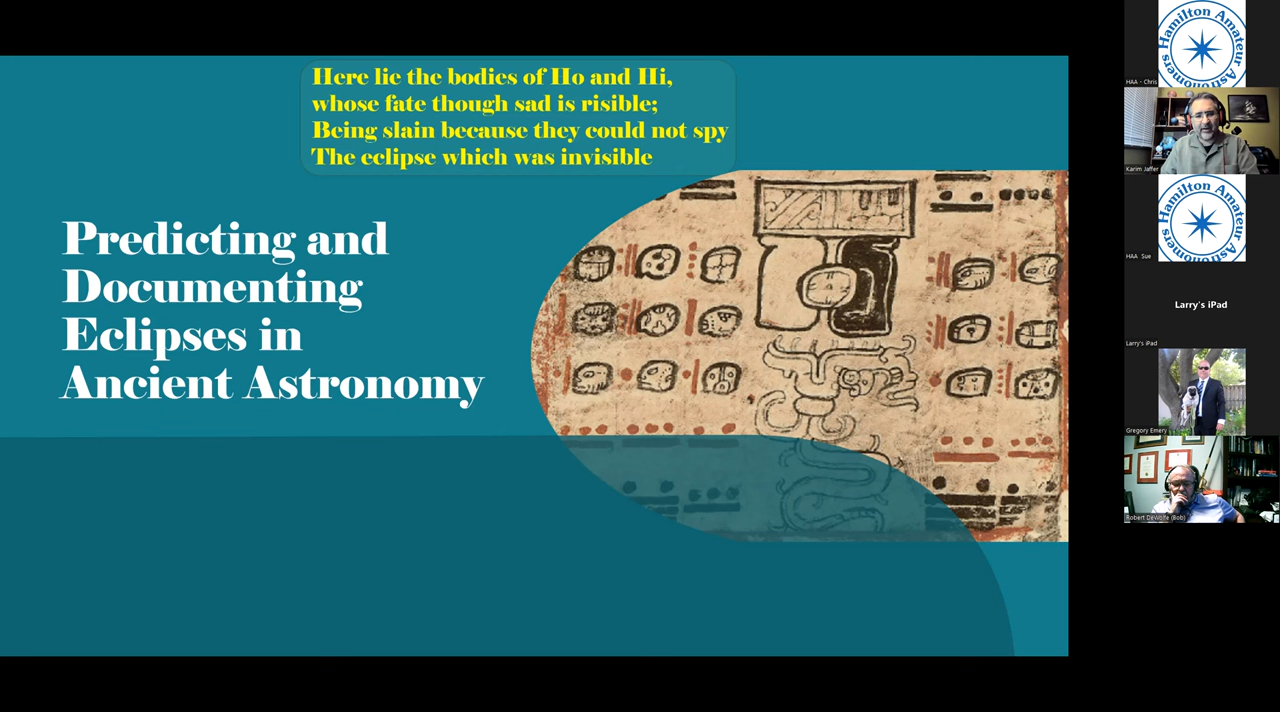 Here lie the bodies of Ho and Hi,
whose fate though sad is risible;
Being slain because they could not spy
The eclipse which was invisible
Predicting and
Documenting
Eclipses in
Ancient Astronomy
Hamilton Amateur Astronomers
HAA - Chris
Karim Jaffer
Hamilton Amateur Astronomers
HAA Sue
Larry's iPad
Larry's iPad
Gregory Emery
Robert DeWolfe (Bob)